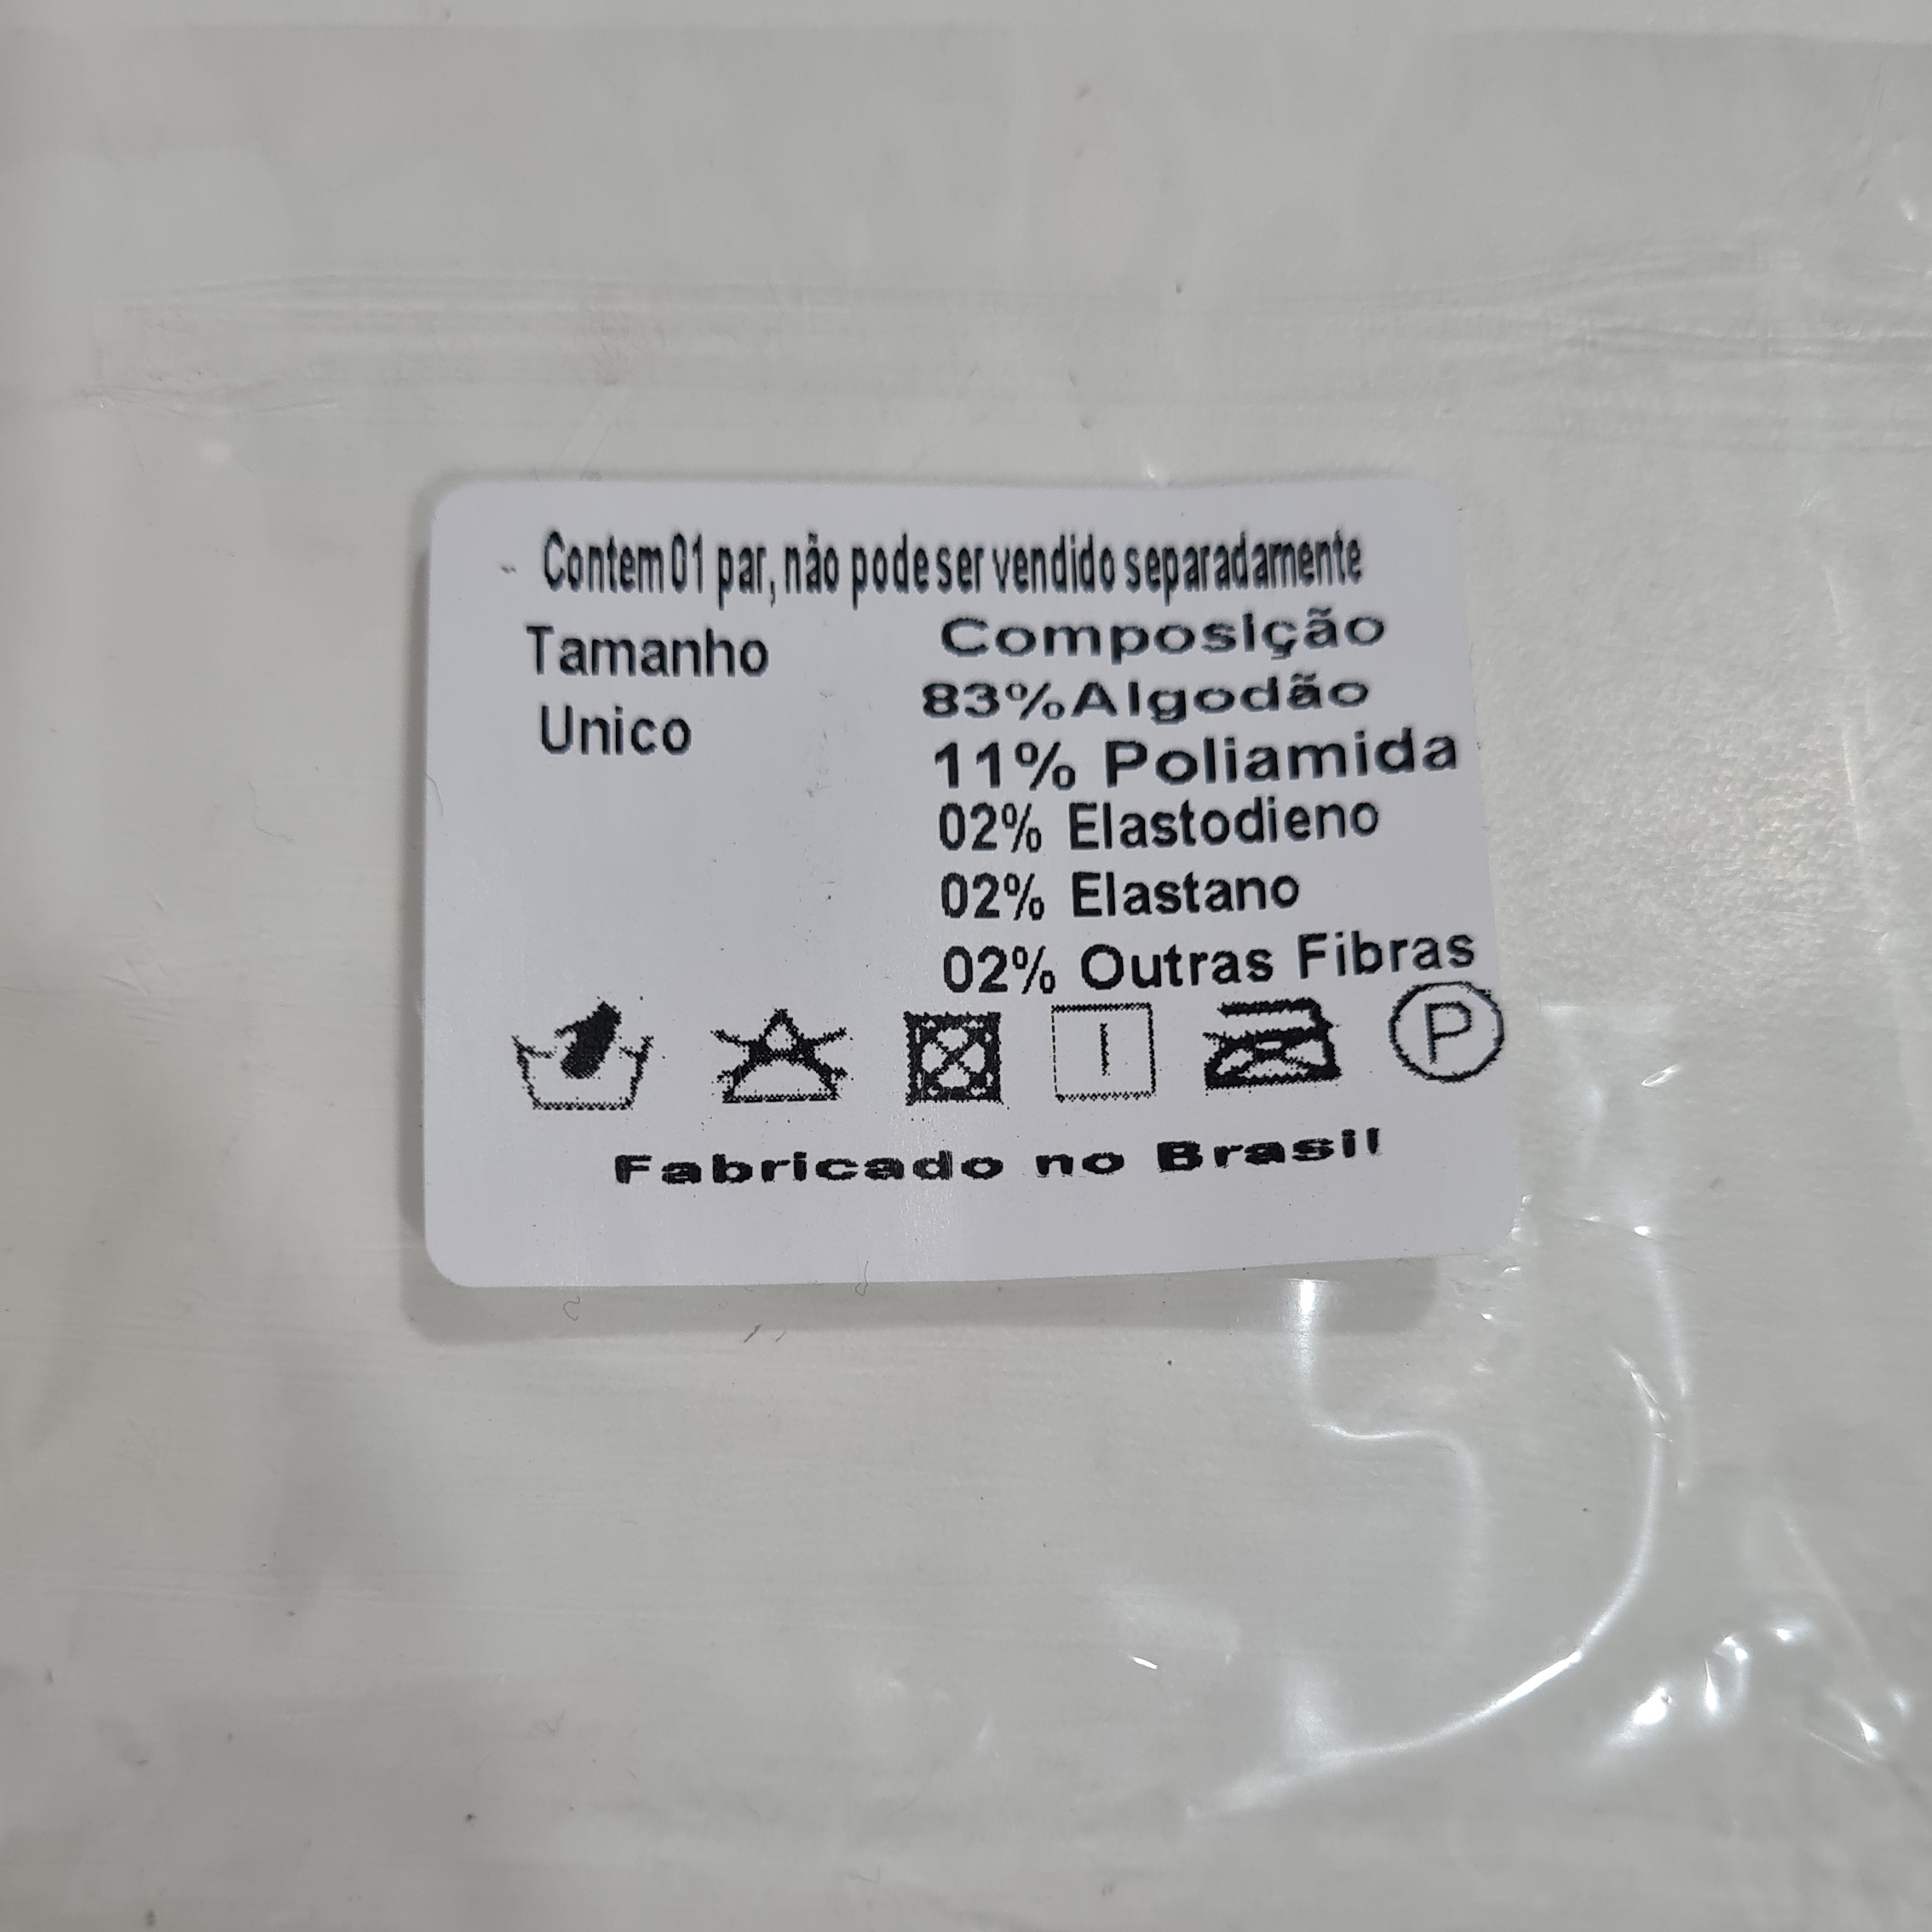 Contem 01 par, não pode ser vendido separadamente
Tamanho
Unico
Composição
83%Algodão
11% Poliamida
02% Elastodieno
02% Elastano
02% Outras Fibras
P
Fabricado no Brasil